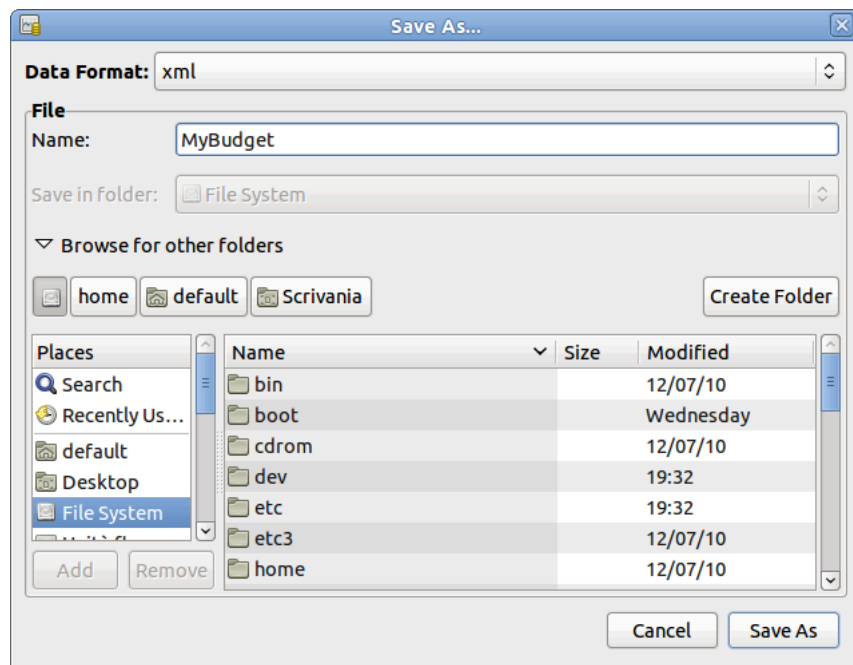 Save As...
Data Format: xml
File
Name: MyBudget
Save in folder: File System
Browse for other folders
home default Scrivania Create Folder
Places Name Size Modified
Search bin 12/07/10
Recently Us... boot Wednesday
default cdrom 12/07/10
Desktop dev 19:32
File System etc 19:32
etc3 12/07/10
Add Remove home 12/07/10
Cancel Save As